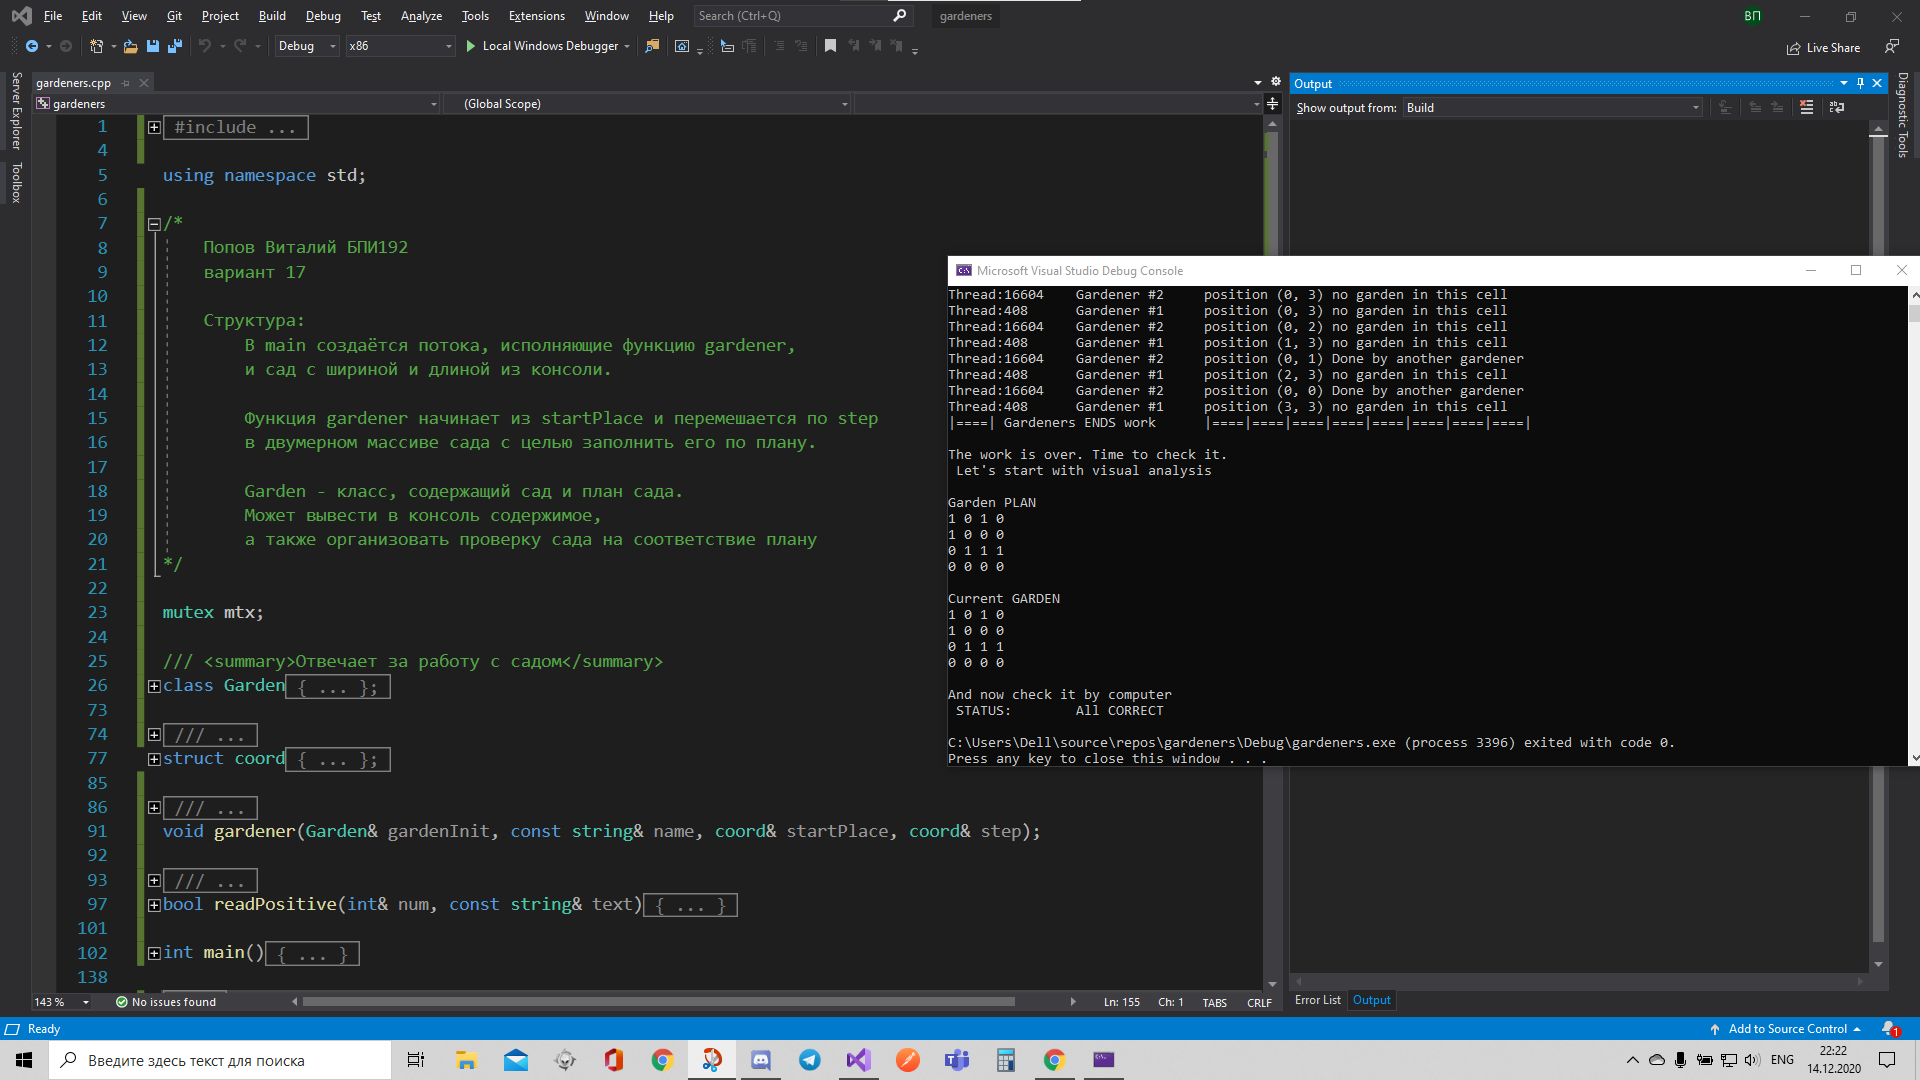 File Edit View Git Project Build Debug Test Analyze Tools Extensions Window Help Search (Ctrl+Q) gardeners ВП
Debug x86 Local Windows Debugger Live Share
Server Explorer
Toolbox
gardeners.cpp
gardeners (Global Scope)
1 #include ...
4
5 using namespace std;
6
7 /*
8 Попов Виталий БПИ192
9 вариант 17
10
11 Структура:
12 В main создаётся потока, исполняющие функцию gardener,
13 и сад с шириной и длиной из консоли.
14
15 Функция gardener начинает из startPlace и перемешается по step
16 в двумерном массиве сада с целью заполнить его по плану.
17
18 Garden - класс, содержащий сад и план сада.
19 Может вывести в консоль содержимое,
20 а также организовать проверку сада на соответствие плану
21 */
22
23 mutex mtx;
24
25 /// <summary>Отвечает за работу с садом</summary>
26 class Garden{ ... };
73
74 /// ...
77 struct coord{ ... };
85
86 /// ...
91 void gardener(Garden& gardenInit, const string& name, coord& startPlace, coord& step);
92
93 /// ...
97 bool readPositive(int& num, const string& text){ ... }
101
102 int main(){ ... }
138
143 % No issues found Ln: 155 Ch: 1 TABS CRLF
Output
Show output from: Build
Diagnostic Tools
Microsoft Visual Studio Debug Console
Thread:16604 Gardener #2 position (0, 3) no garden in this cell
Thread:408 Gardener #1 position (0, 3) no garden in this cell
Thread:16604 Gardener #2 position (0, 2) no garden in this cell
Thread:408 Gardener #1 position (1, 3) no garden in this cell
Thread:16604 Gardener #2 position (0, 1) Done by another gardener
Thread:408 Gardener #1 position (2, 3) no garden in this cell
Thread:16604 Gardener #2 position (0, 0) Done by another gardener
Thread:408 Gardener #1 position (3, 3) no garden in this cell
|====| Gardeners ENDS work |====|====|====|====|====|====|====|====|
The work is over. Time to check it.
Let's start with visual analysis
Garden PLAN
1 0 1 0
1 0 0 0
0 1 1 1
0 0 0 0
Current GARDEN
1 0 1 0
1 0 0 0
0 1 1 1
0 0 0 0
And now check it by computer
STATUS: All CORRECT
C:\Users\Dell\source\repos\gardeners\Debug\gardeners.exe (process 3396) exited with code 0.
Press any key to close this window . . .
Error List Output
Ready Add to Source Control 1
Введите здесь текст для поиска
ENG 22:22
14.12.2020